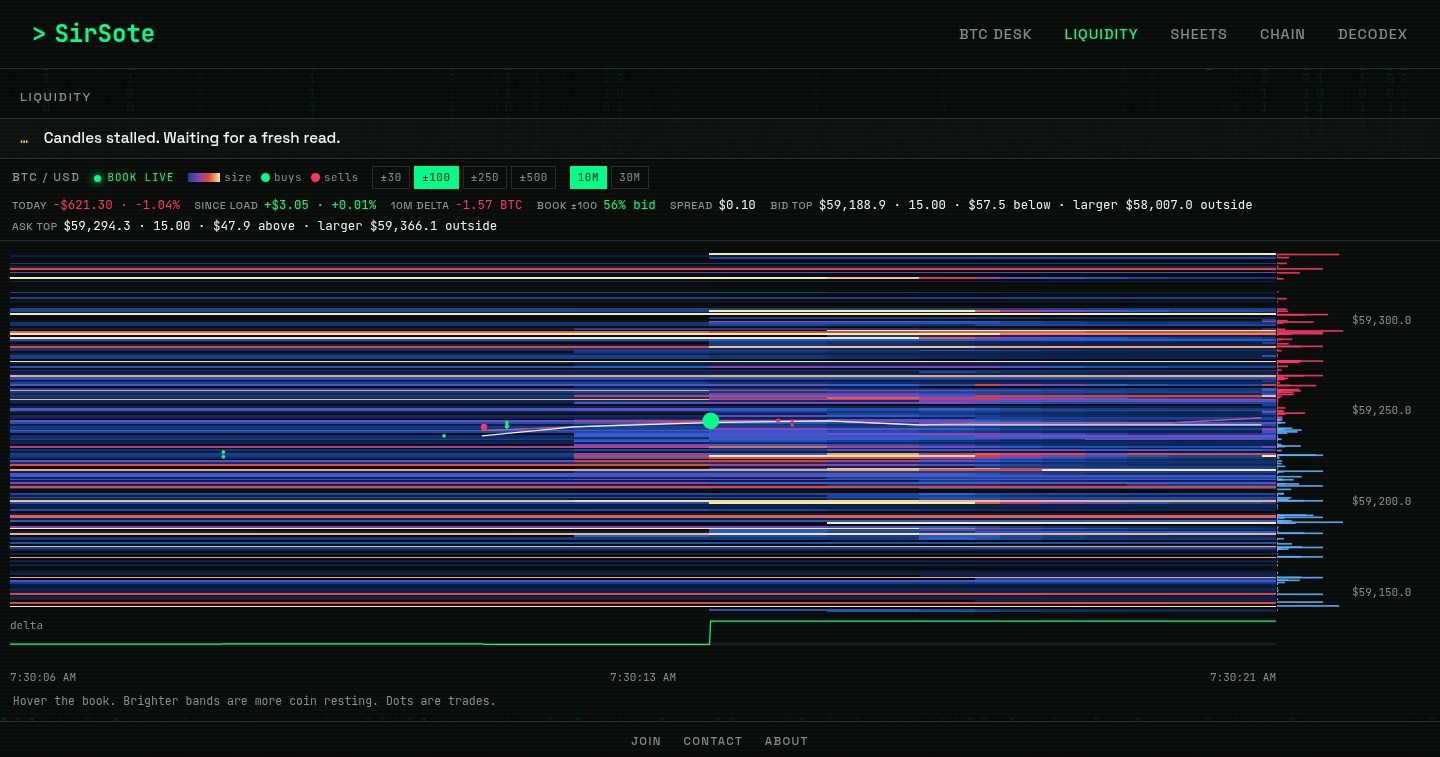 > SirSote
BTC DESK LIQUIDITY SHEETS CHAIN DECODEX
LIQUIDITY
… Candles stalled. Waiting for a fresh read.
BTC / USD BOOK LIVE size buys sells ±30 ±100 ±250 ±500 10M 30M
TODAY -$621.30 · -1.04% SINCE LOAD +$3.05 · +0.01% 10M DELTA -1.57 BTC BOOK ±100 56% bid SPREAD $0.10 BID TOP $59,188.9 · 15.00 · $57.5 below · larger $58,007.0 outside
ASK TOP $59,294.3 · 15.00 · $47.9 above · larger $59,366.1 outside
$59,300.0
$59,250.0
$59,200.0
$59,150.0
delta
7:30:06 AM 7:30:13 AM 7:30:21 AM
Hover the book. Brighter bands are more coin resting. Dots are trades.
JOIN CONTACT ABOUT